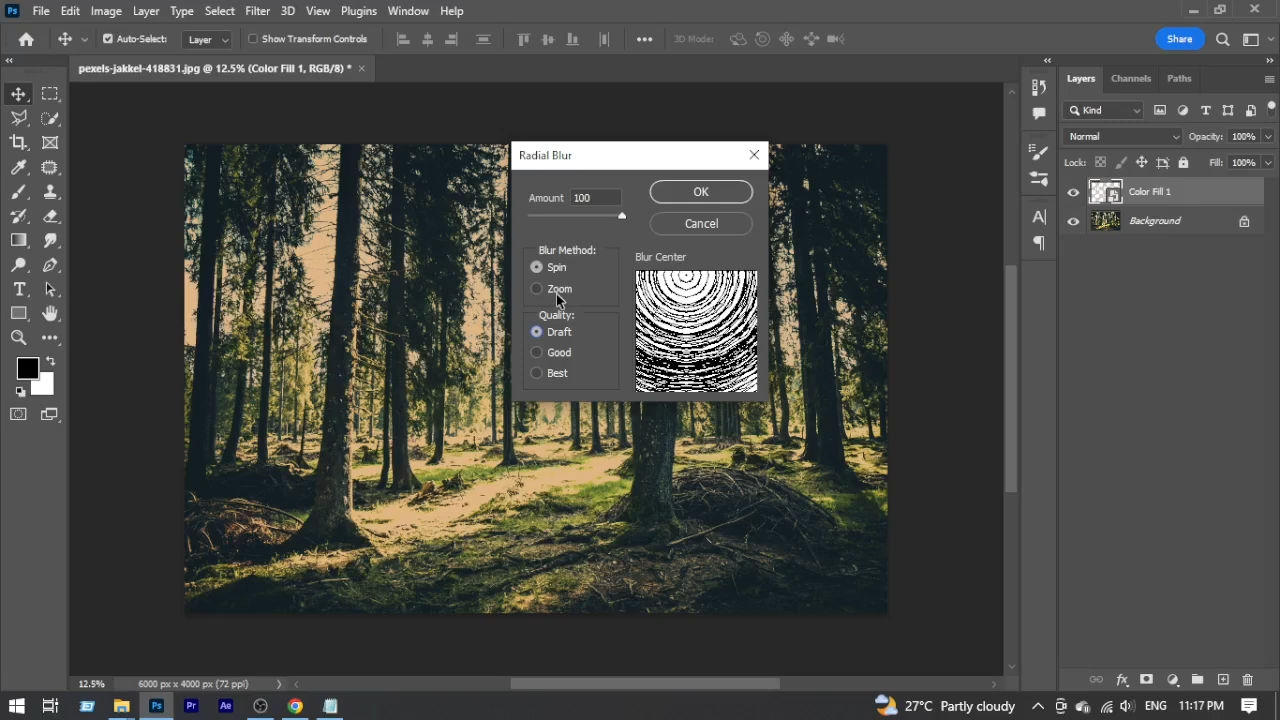 Ps File Edit Image Layer Type Select Filter 3D View Plugins Window Help
Auto-Select: Layer Show Transform Controls 3D Mode: Share
pexels-jakkel-418831.jpg @ 12.5% (Color Fill 1, RGB/8) *
Layers Channels Paths
Kind
Normal Opacity: 100%
Lock: Fill: 100%
Color Fill 1
Background
Radial Blur
Amount 100
OK
Cancel
Blur Method:
Spin
Zoom
Quality:
Draft
Good
Best
Blur Center
12.5% 6000 px x 4000 px (72 ppi)
Ps Pr Ae 27°C Partly cloudy ENG 11:17 PM